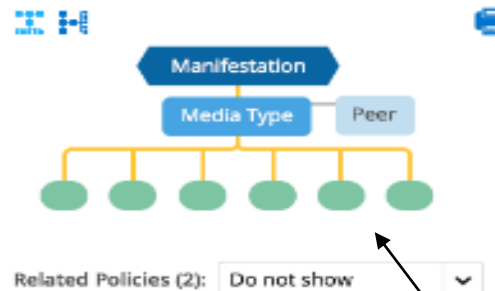 Manifestation
Media Type Peer
Related Policies (2): Do not show